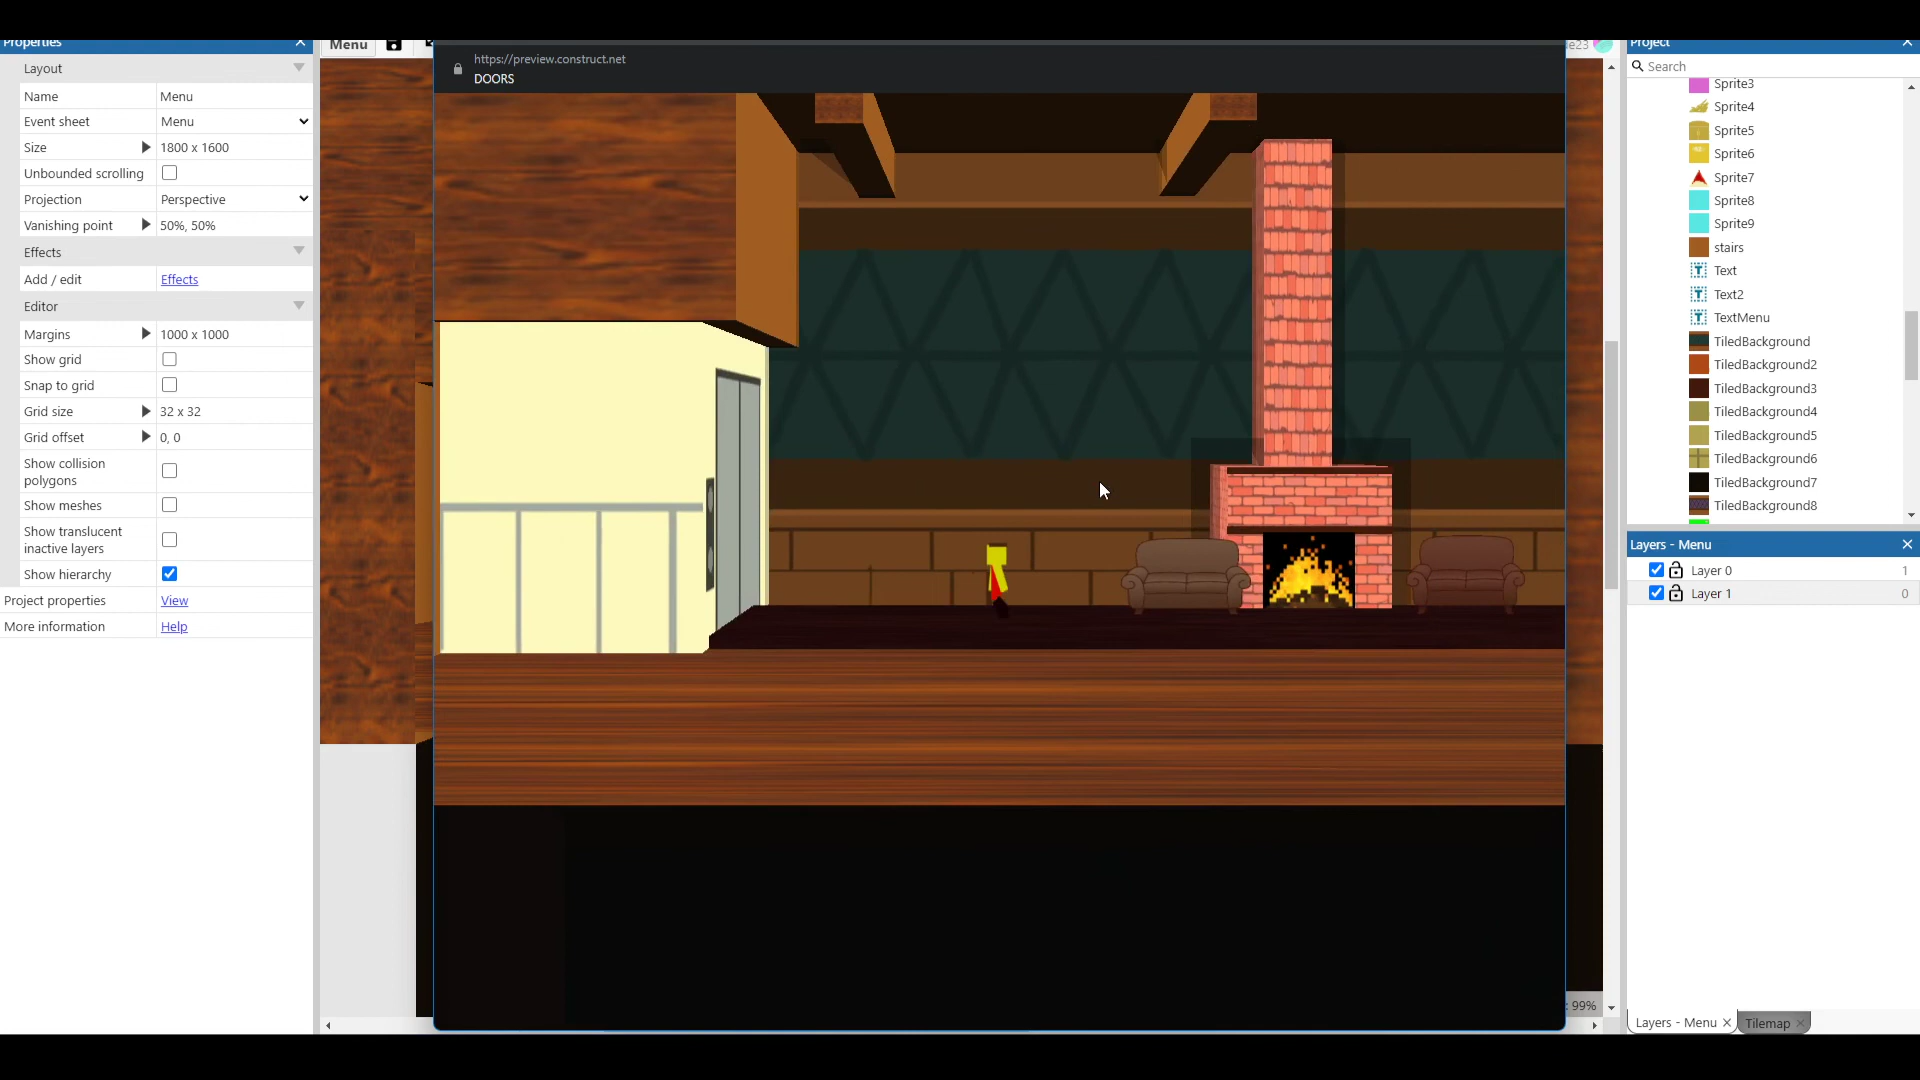 Properties
Layout
Name Menu
Event sheet Menu
Size 1800 x 1600
Unbounded scrolling
Projection Perspective
Vanishing point 50%, 50%
Effects
Add / edit Effects
Editor
Margins 1000 x 1000
Show grid
Snap to grid
Grid size 32 x 32
Grid offset 0, 0
Show collision
polygons
Show meshes
Show translucent
inactive layers
Show hierarchy
Project properties View
More information Help
Menu
https://preview.construct.net
DOORS
e23
99%
Project
Search
Sprite3
Sprite4
Sprite5
Sprite6
Sprite7
Sprite8
Sprite9
stairs
Text
Text2
TextMenu
TiledBackground
TiledBackground2
TiledBackground3
TiledBackground4
TiledBackground5
TiledBackground6
TiledBackground7
TiledBackground8
Layers - Menu
Layer 0 1
Layer 1 0
Layers - Menu
Tilemap